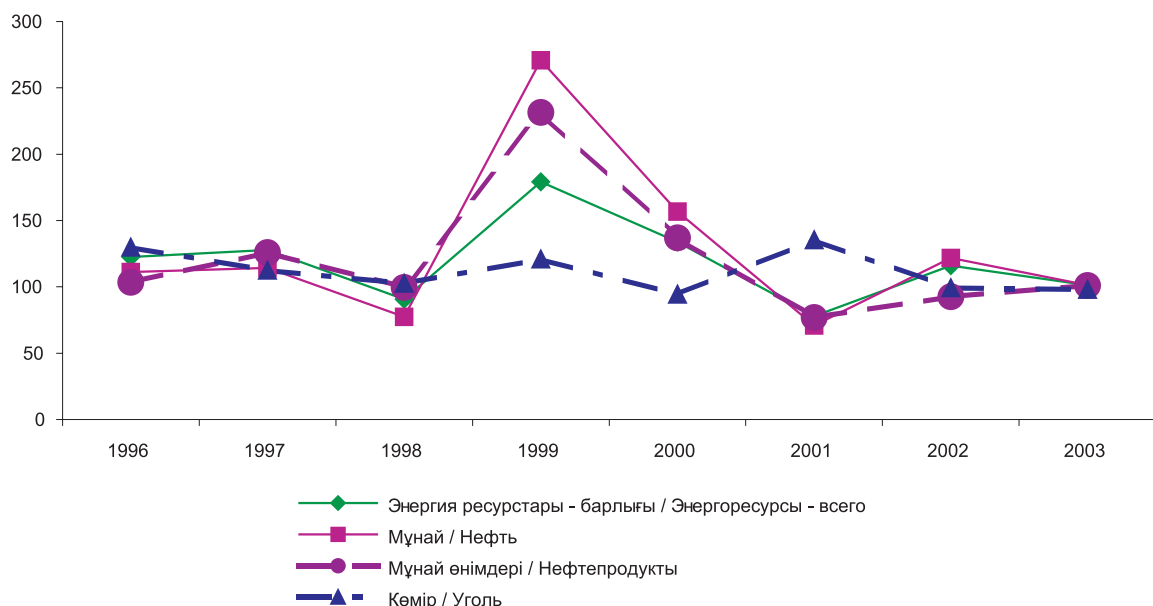 300
250
200
150
100
50
0
1996 1997 1998 1999 2000 2001 2002 2003
Энергия ресурстары - барлығы / Энергоресурсы - всего
Мұнай / Нефть
Мұнай өнімдері / Нефтепродукты
Көмір / Уголь